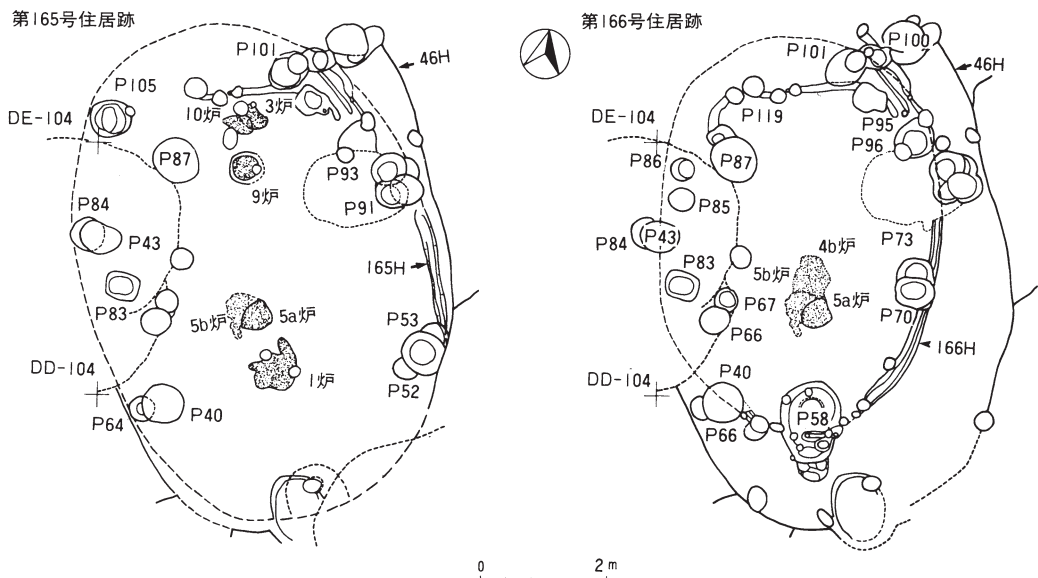 第165号住居跡
P101
46H
P105
10炉
3炉
DE-104
P87
9炉
P93
P91
P84
P43
165H
P83
5b炉
5a炉
P53
1炉
P52
DD-104
P64
P40
第166号住居跡
P101
P100
46H
P119
P95
DE-104
P86
P87
P96
P85
P84
P43
P73
4b炉
P83
5b炉
P67
5a炉
P66
P70
166H
DD-104
P40
P58
P66
0
2m